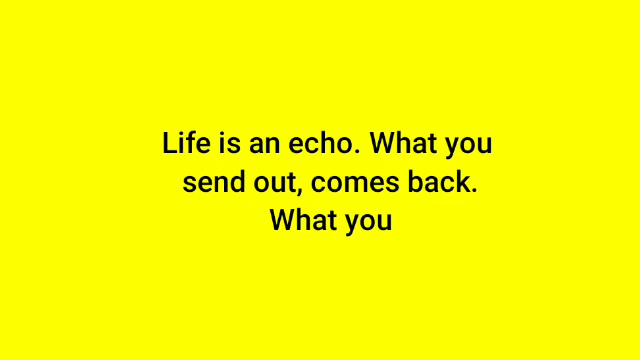 Life is an echo. What you
send out, comes back.
What you